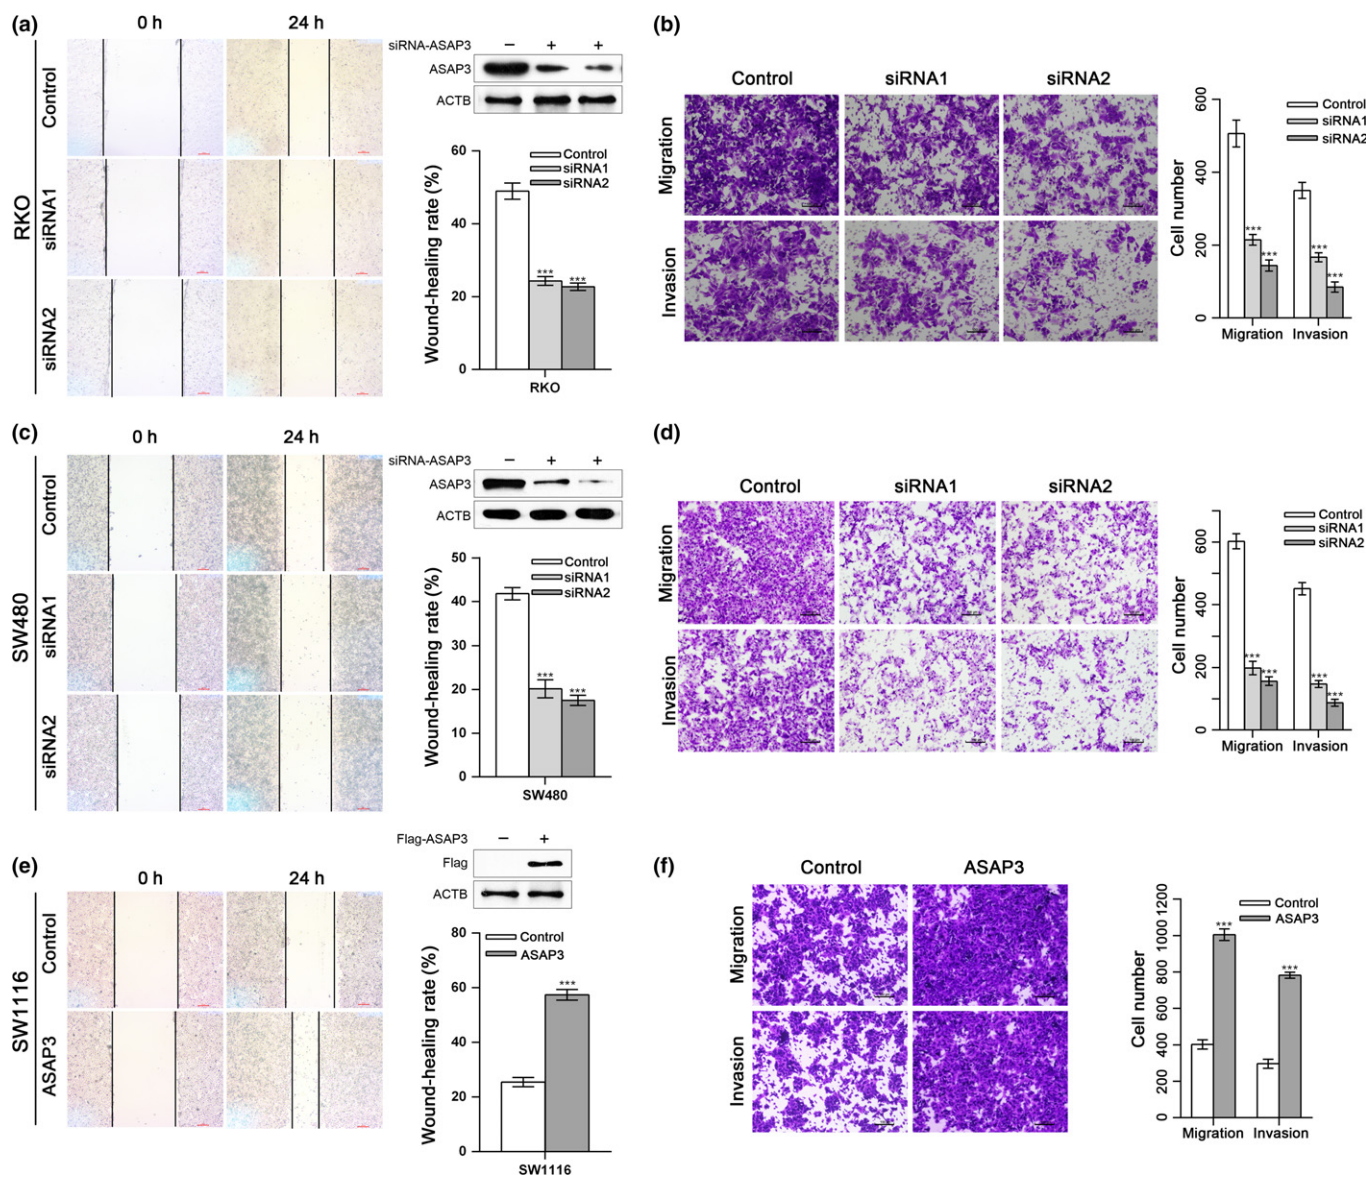 (a)
0 h
24 h
RKO
Control
siRNA1
siRNA2
siRNA-ASAP3 – + +
ASAP3
ACTB
Wound-healing rate (%)
60
40
20
0
Control
siRNA1
siRNA2
***
***
RKO
(b)
Control
siRNA1
siRNA2
Migration
Invasion
Cell number
600
400
200
0
Control
siRNA1
siRNA2
***
***
***
***
Migration
Invasion
(c)
0 h
24 h
SW480
Control
siRNA1
siRNA2
siRNA-ASAP3 – + +
ASAP3
ACTB
Wound-healing rate (%)
50
40
30
20
10
0
Control
siRNA1
siRNA2
***
***
SW480
(d)
Control
siRNA1
siRNA2
Migration
Invasion
Cell number
600
400
200
0
Control
siRNA1
siRNA2
***
***
***
***
Migration
Invasion
(e)
0 h
24 h
SW1116
Control
ASAP3
Flag-ASAP3 – +
Flag
ACTB
Wound-healing rate (%)
80
60
40
20
0
Control
ASAP3
***
SW1116
(f)
Control
ASAP3
Migration
Invasion
Cell number
1200
1000
800
600
400
200
0
Control
ASAP3
***
***
Migration
Invasion